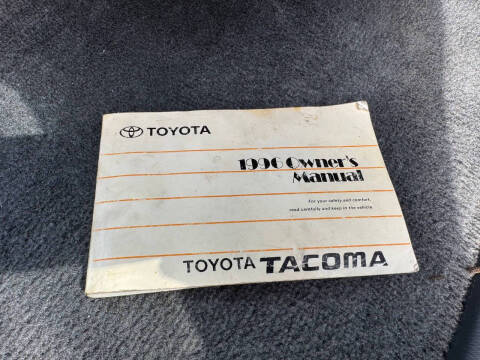 TOYOTA
1996 Owner's
Manual
For your safety and comfort,
read carefully and keep in the vehicle.
TOYOTA TACOMA